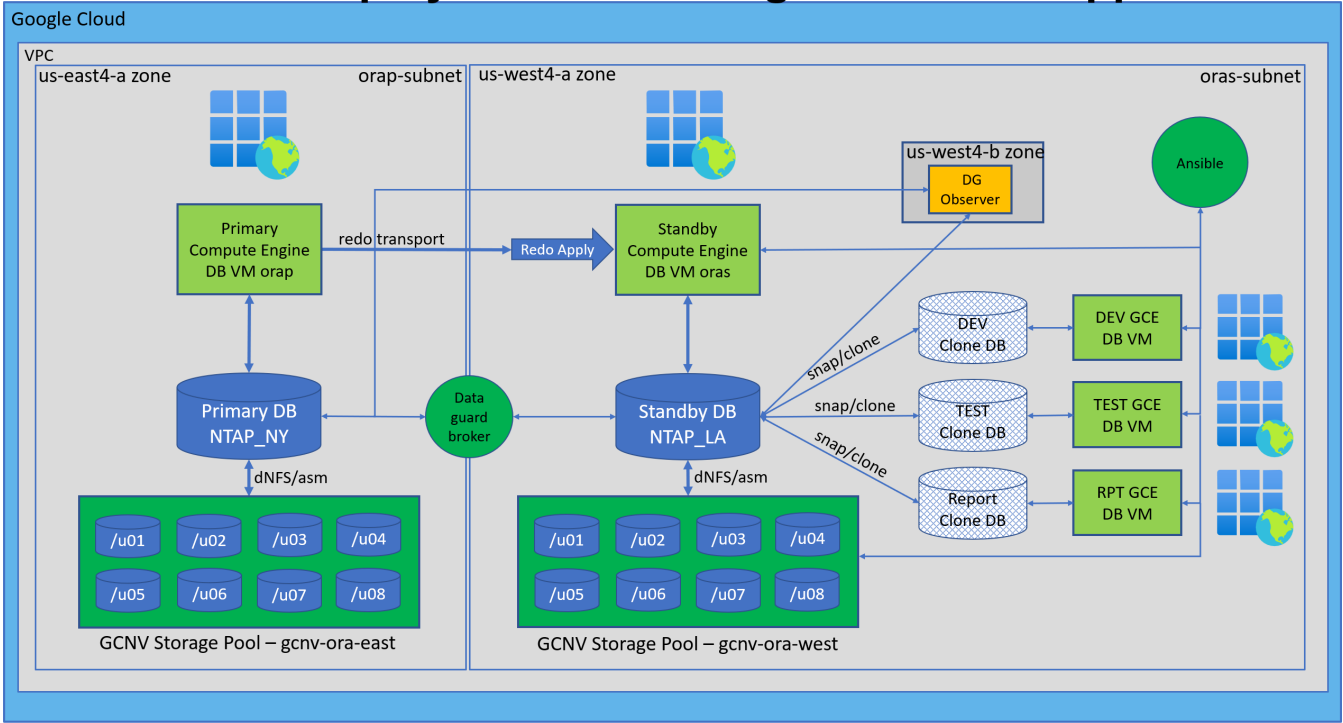 Google Cloud
VPC
us-east4-a zone
orap-subnet
us-west4-a zone
oras-subnet
us-west4-b zone
DG
Observer
Ansible
Primary
Compute Engine
DB VM orap
redo transport
Redo Apply
Standby
Compute Engine
DB VM oras
DEV
Clone DB
DEV GCE
DB VM
snap/clone
Primary DB
NTAP_NY
Data
guard
broker
Standby DB
NTAP_LA
snap/clone
TEST
Clone DB
TEST GCE
DB VM
snap/clone
Report
Clone DB
RPT GCE
DB VM
dNFS/asm
dNFS/asm
/u01
/u02
/u03
/u04
/u05
/u06
/u07
/u08
/u01
/u02
/u03
/u04
/u05
/u06
/u07
/u08
GCNV Storage Pool – gcnv-ora-east
GCNV Storage Pool – gcnv-ora-west